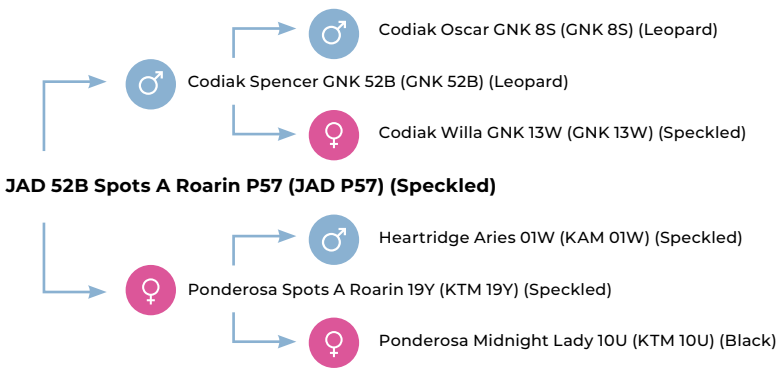 Codiak Oscar GNK 8S (GNK 8S) (Leopard)
Codiak Spencer GNK 52B (GNK 52B) (Leopard)
Codiak Willa GNK 13W (GNK 13W) (Speckled)
JAD 52B Spots A Roarin P57 (JAD P57) (Speckled)
Heartridge Aries 01W (KAM 01W) (Speckled)
Ponderosa Spots A Roarin 19Y (KTM 19Y) (Speckled)
Ponderosa Midnight Lady 10U (KTM 10U) (Black)